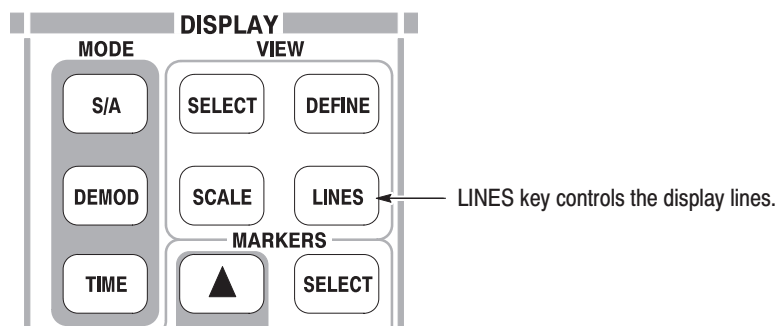 DISPLAY
MODE VIEW
S/A SELECT DEFINE
DEMOD SCALE LINES LINES key controls the display lines.
MARKERS
TIME SELECT